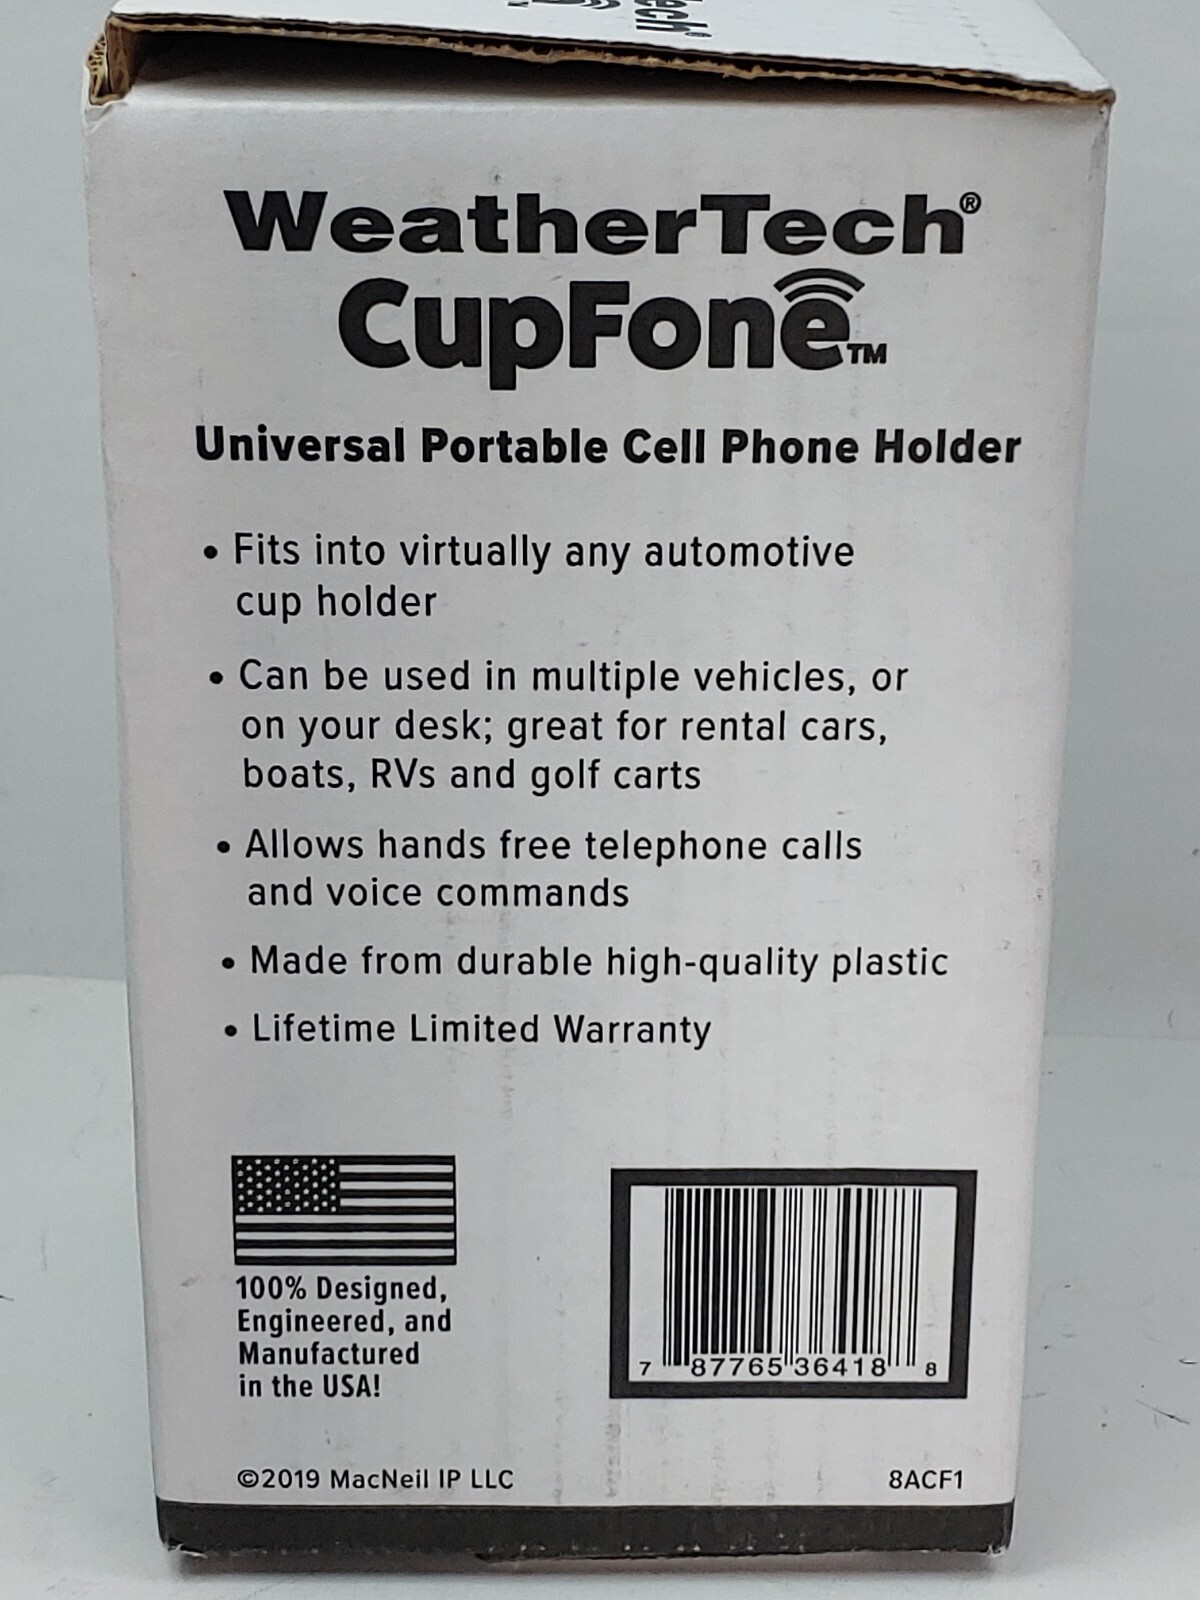 ech®
WeatherTech®
CupFone™
Universal Portable Cell Phone Holder
• Fits into virtually any automotive
cup holder
• Can be used in multiple vehicles, or
on your desk; great for rental cars,
boats, RVs and golf carts
• Allows hands free telephone calls
and voice commands
• Made from durable high-quality plastic
• Lifetime Limited Warranty
100% Designed,
Engineered, and
Manufactured
in the USA!
7 87765 36418 8
©2019 MacNeil IP LLC
8ACF1